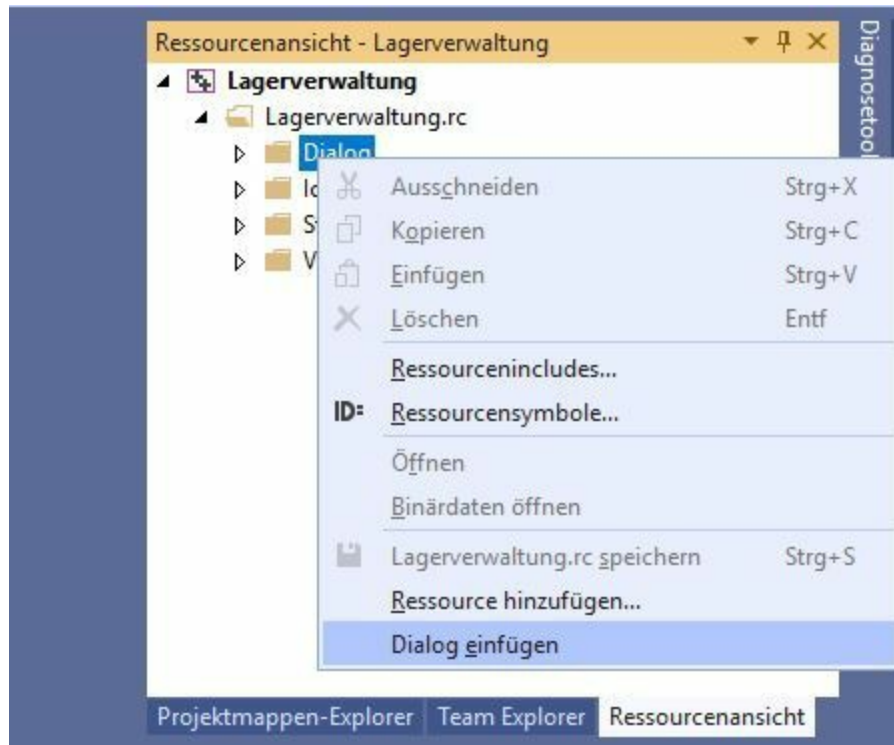 Ressourcenansicht - Lagerverwaltung
Diagnosetool
Lagerverwaltung
Lagerverwaltung.rc
Dialog
Ausschneiden Strg+X
Kopieren Strg+C
Einfügen Strg+V
Löschen Entf
Ressourcenincludes...
ID= Ressourcensymbole...
Öffnen
Binärdaten öffnen
Lagerverwaltung.rc speichern Strg+S
Ressource hinzufügen...
Dialog einfügen
Projektmappen-Explorer Team Explorer Ressourcenansicht